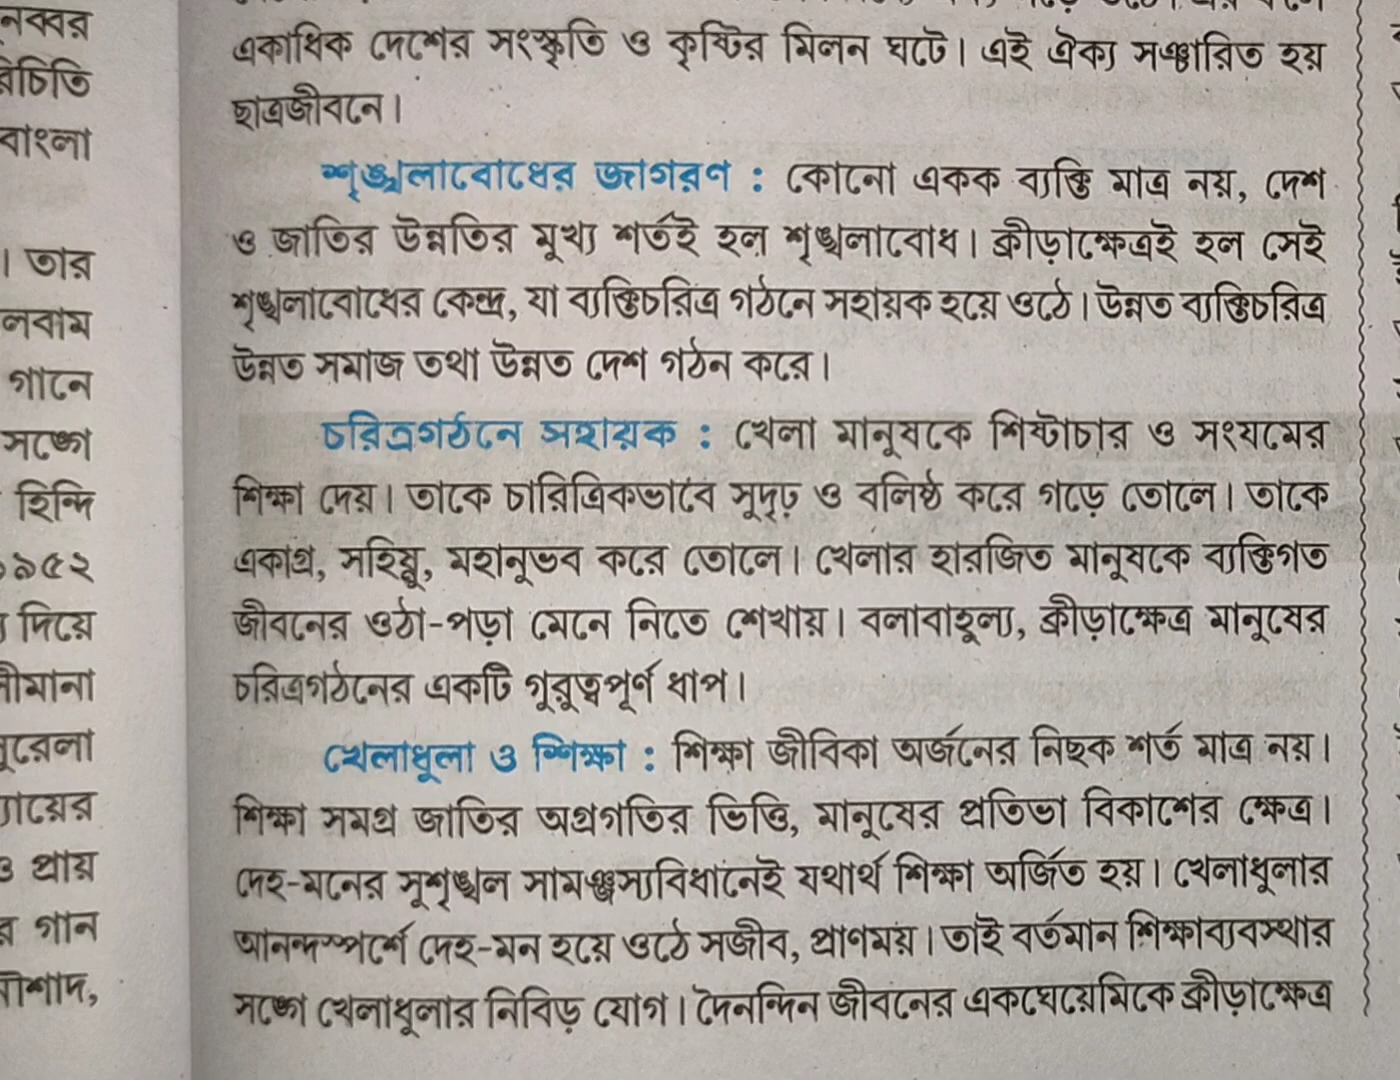 একাধিক দেশের সংস্কৃতি ও কৃষ্টির মিলন ঘটে। এই ঐক্য সঞ্চারিত হয়
ছাত্রজীবনে।
শৃঙ্খলাবোধের জাগরণ : কোনো একক ব্যক্তি মাত্র নয়, দেশ
ও জাতির উন্নতির মুখ্য শর্তই হল শৃঙ্খলাবোধ। ক্রীড়াক্ষেত্রই হল সেই
শৃঙ্খলাবোধের কেন্দ্র, যা ব্যক্তিচরিত্র গঠনে সহায়ক হয়ে ওঠে। উন্নত ব্যক্তিচরিত্র
উন্নত সমাজ তথা উন্নত দেশ গঠন করে।
চরিত্রগঠনে সহায়ক : খেলা মানুষকে শিষ্টাচার ও সংযমের
শিক্ষা দেয়। তাকে চারিত্রিকভাবে সুদৃঢ় ও বলিষ্ঠ করে গড়ে তোলে। তাকে
একাগ্র, সহিষ্ণু, মহানুভব করে তোলে। খেলার হারজিত মানুষকে ব্যক্তিগত
জীবনের ওঠা-পড়া মেনে নিতে শেখায়। বলাবাহুল্য, ক্রীড়াক্ষেত্র মানুষের
চরিত্রগঠনের একটি গুরুত্বপূর্ণ ধাপ।
খেলাধুলা ও শিক্ষা : শিক্ষা জীবিকা অর্জনের নিছক শর্ত মাত্র নয়।
শিক্ষা সমগ্র জাতির অগ্রগতির ভিত্তি, মানুষের প্রতিভা বিকাশের ক্ষেত্র।
দেহ-মনের সুশৃঙ্খল সামঞ্জস্যবিধানেই যথার্থ শিক্ষা অর্জিত হয়। খেলাধুলার
আনন্দস্পর্শে দেহ-মন হয়ে ওঠে সজীব, প্রাণময়। তাই বর্তমান শিক্ষাব্যবস্থার
সঙ্গে খেলাধুলার নিবিড় যোগ। দৈনন্দিন জীবনের একঘেয়েমিকে ক্রীড়াক্ষেত্র
বাংলা
। তার
গানে
সঙ্গে
হিন্দি
দিয়ে
ও প্রায়
গান